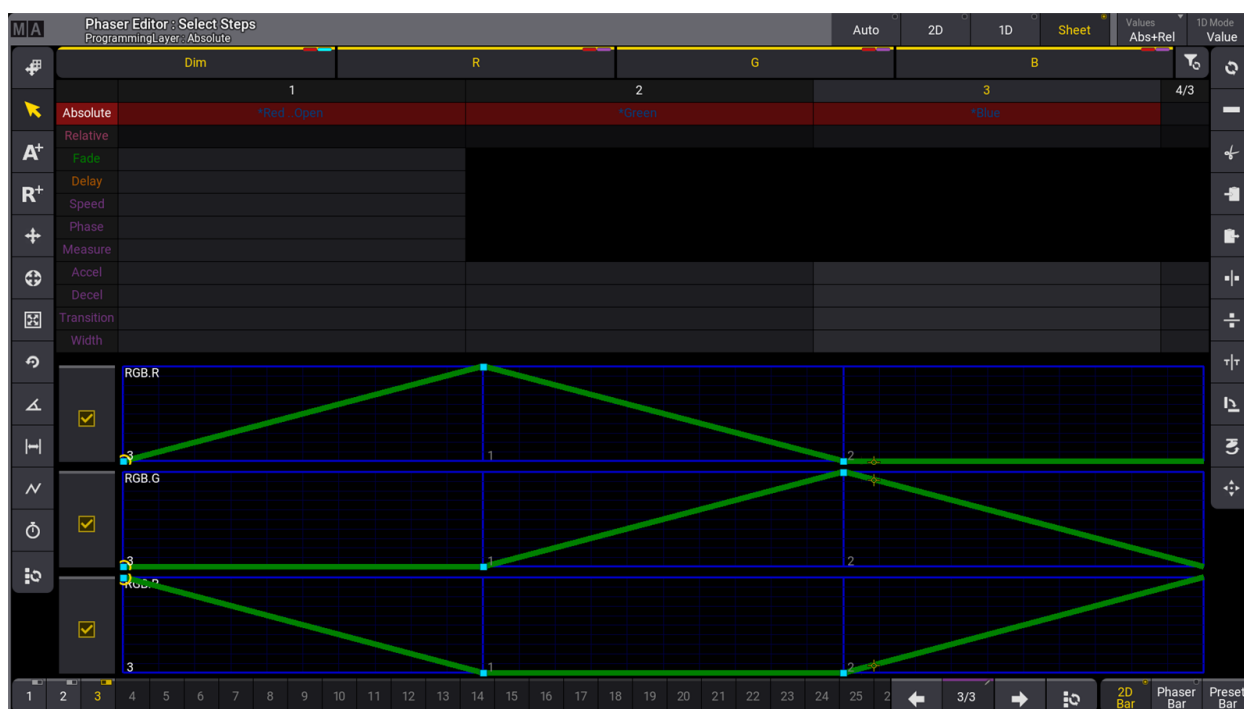 MA
Phaser Editor : Select Steps
ProgrammingLayer : Absolute
Auto
2D
1D
Sheet
Values
Abs+Rel
1D Mode
Value
Dim R G B
1 2 3 4/3
Absolute *Red...Open *Green *Blue
Relative
Fade
Delay
Speed
Phase
Measure
Accel
Decel
Transition
Width
A+
R+
T|T
RGB.R
3 1 2
RGB.G
3 1 2
RGB.B
3 1 2
1 2 3 4 5 6 7 8 9 10 11 12 13 14 15 16 17 18 19 20 21 22 23 24 25 2
3/3
2D Bar
Phaser Bar
Preset Bar